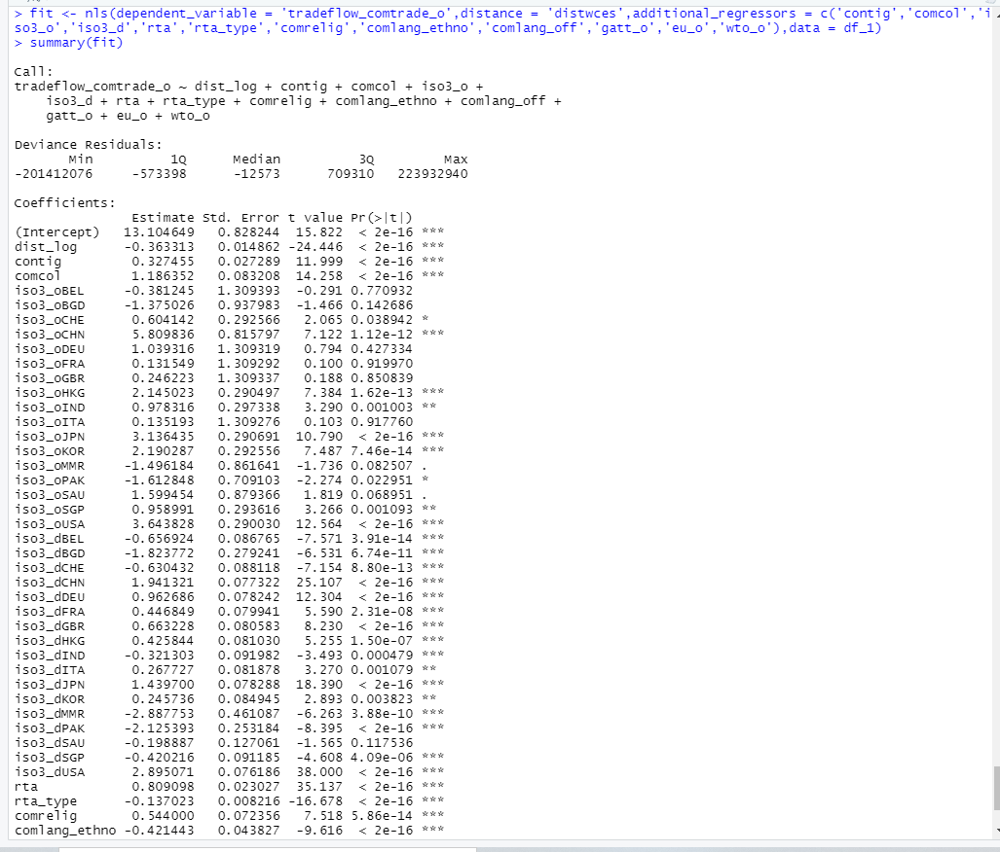 > fit <- nls(dependent_variable = 'tradeflow_comtrade_o',distance = 'distwces',additional_regressors = c('contig','comcol','i
so3_o','iso3_d','rta','rta_type','comrelig','comlang_ethno','comlang_off','gatt_o','eu_o','wto_o'),data = df_1)
> summary(fit)
Call:
tradeflow_comtrade_o ~ dist_log + contig + comcol + iso3_o +
    iso3_d + rta + rta_type + comrelig + comlang_ethno + comlang_off +
    gatt_o + eu_o + wto_o
Deviance Residuals:
       Min         1Q     Median         3Q        Max
-201412076    -573398     -12573     709310  223932940
Coefficients:
               Estimate Std. Error t value Pr(>|t|)
(Intercept)   13.104649   0.828244  15.822  < 2e-16 ***
dist_log      -0.363313   0.014862 -24.446  < 2e-16 ***
contig         0.327455   0.027289  11.999  < 2e-16 ***
comcol         1.186352   0.083208  14.258  < 2e-16 ***
iso3_oBEL     -0.381245   1.309393  -0.291 0.770932
iso3_oBGD     -1.375026   0.937983  -1.466 0.142686
iso3_oCHE      0.604142   0.292566   2.065 0.038942 *
iso3_oCHN      5.809836   0.815797   7.122 1.12e-12 ***
iso3_oDEU      1.039316   1.309319   0.794 0.427334
iso3_oFRA      0.131549   1.309292   0.100 0.919970
iso3_oGBR      0.246223   1.309337   0.188 0.850839
iso3_oHKG      2.145023   0.290497   7.384 1.62e-13 ***
iso3_oIND      0.978316   0.297338   3.290 0.001003 **
iso3_oITA      0.135193   1.309276   0.103 0.917760
iso3_oJPN      3.136435   0.290691  10.790  < 2e-16 ***
iso3_oKOR      2.190287   0.292556   7.487 7.46e-14 ***
iso3_oMMR     -1.496184   0.861641  -1.736 0.082507 .
iso3_oPAK     -1.612848   0.709103  -2.274 0.022951 *
iso3_oSAU      1.599454   0.879366   1.819 0.068951 .
iso3_oSGP      0.958991   0.293616   3.266 0.001093 **
iso3_oUSA      3.643828   0.290030  12.564  < 2e-16 ***
iso3_dBEL     -0.656924   0.086765  -7.571 3.91e-14 ***
iso3_dBGD     -1.823772   0.279241  -6.531 6.74e-11 ***
iso3_dCHE     -0.630432   0.088118  -7.154 8.80e-13 ***
iso3_dCHN      1.941321   0.077322  25.107  < 2e-16 ***
iso3_dDEU      0.962686   0.078242  12.304  < 2e-16 ***
iso3_dFRA      0.446849   0.079941   5.590 2.31e-08 ***
iso3_dGBR      0.663228   0.080583   8.230  < 2e-16 ***
iso3_dHKG      0.425844   0.081030   5.255 1.50e-07 ***
iso3_dIND     -0.321303   0.091982  -3.493 0.000479 ***
iso3_dITA      0.267727   0.081878   3.270 0.001079 **
iso3_dJPN      1.439700   0.078288  18.390  < 2e-16 ***
iso3_dKOR      0.245736   0.084945   2.893 0.003823 **
iso3_dMMR     -2.887753   0.461087  -6.263 3.88e-10 ***
iso3_dPAK     -2.125393   0.253184  -8.395  < 2e-16 ***
iso3_dSAU     -0.198887   0.127061  -1.565 0.117536
iso3_dSGP     -0.420216   0.091185  -4.608 4.09e-06 ***
iso3_dUSA      2.895071   0.076186  38.000  < 2e-16 ***
rta            0.809098   0.023027  35.137  < 2e-16 ***
rta_type      -0.137023   0.008216 -16.678  < 2e-16 ***
comrelig       0.544000   0.072356   7.518 5.86e-14 ***
comlang_ethno -0.421443   0.043827  -9.616  < 2e-16 ***